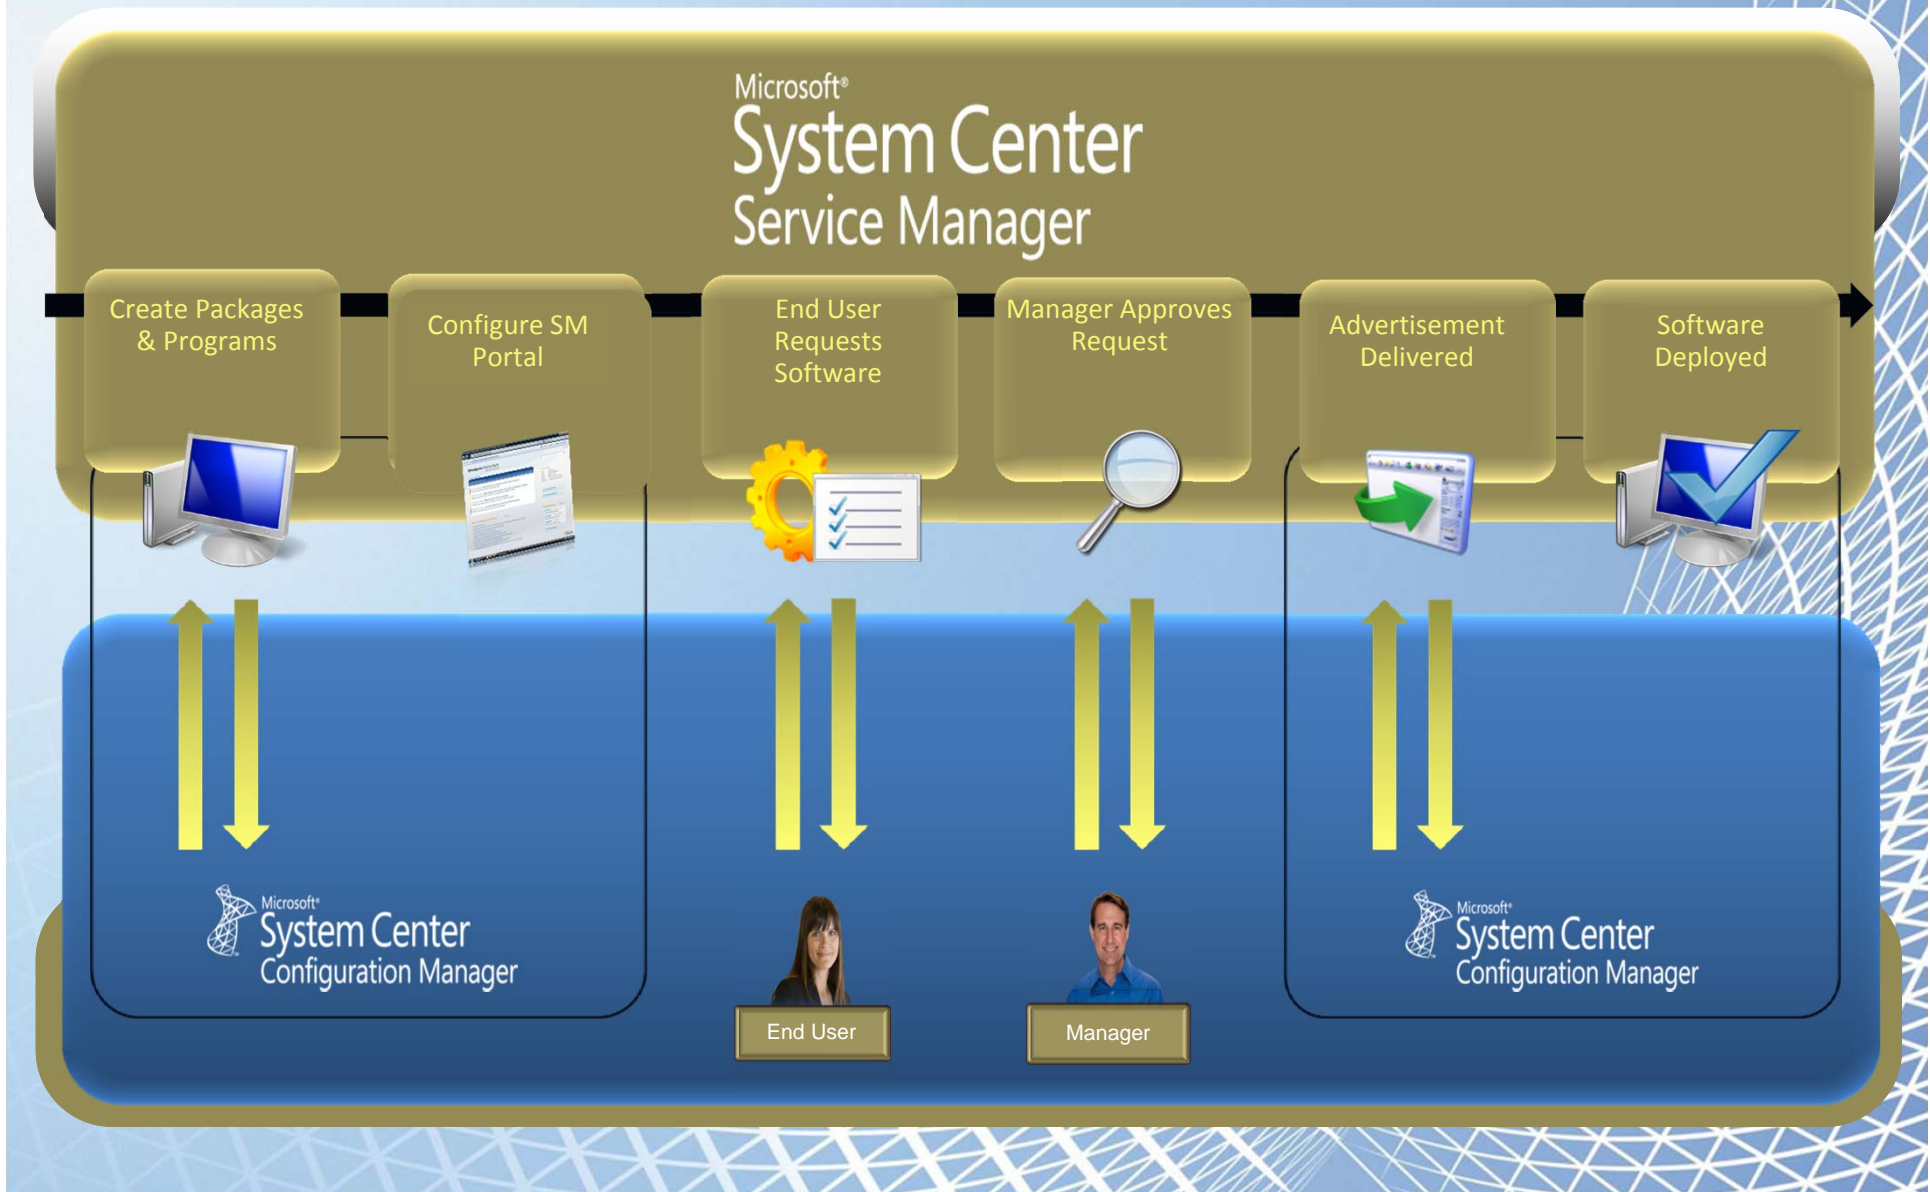 Microsoft®
System Center
Service Manager
Create Packages
& Programs
Configure SM
Portal
End User
Requests
Software
Manager Approves
Request
Advertisement
Delivered
Software
Deployed
Microsoft®
System Center
Configuration Manager
End User
Manager
Microsoft®
System Center
Configuration Manager